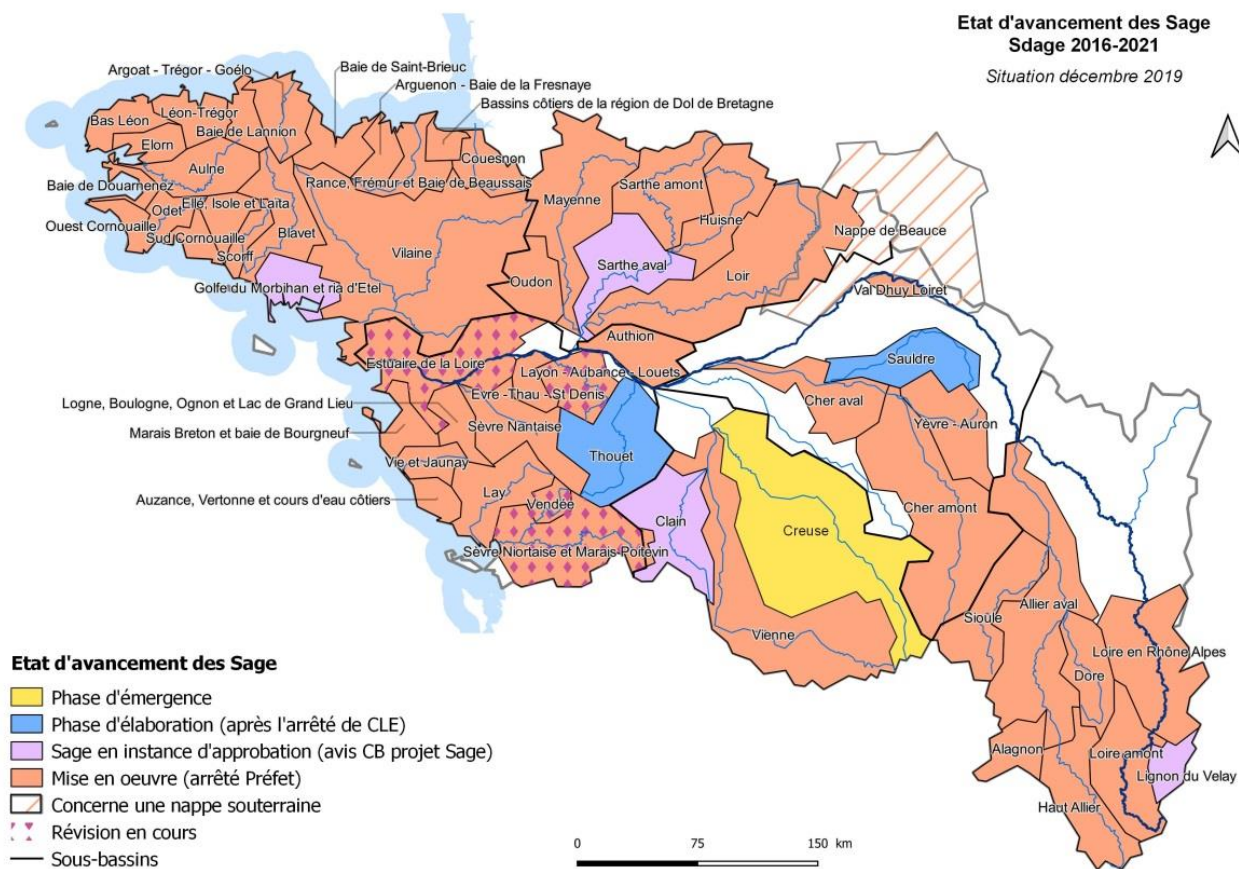 Etat d'avancement des Sage
Sdage 2016-2021
Situation décembre 2019
Argoat - Trégor - Goélo
Baie de Saint-Brieuc
Arguenon - Baie de la Fresnaye
Bassins côtiers de la région de Dol de Bretagne
Léon-Trégor
Bas Léon
Baie de Lannion
Elorn
Couesnon
Aulne
Rance, Frémur et Baie de Beaussais
Sarthe amont
Baie de Douarnenez
Mayenne
Ellé, Isole et Laïta
Odet
Huisne
Ouest Cornouaille
Sud Cornouaille
Blavet
Nappe de Beauce
Scorff
Vilaine
Sarthe aval
Loir
Oudon
Golfe du Morbihan et ria d'Etel
Val Dhuy Loiret
Authion
Sauldre
Estuaire de la Loire
Layon - Aubance - Louets
Evre -Thau - St Denis
Logne, Boulogne, Ognon et Lac de Grand Lieu
Cher aval
Sèvre Nantaise
Yèvre - Auron
Marais Breton et baie de Bourgneuf
Thouet
Vie et Jaunay
Lay
Auzance, Vertonne et cours d'eau côtiers
Vendée
Cher amont
Clain
Creuse
Sèvre Niortaise et Marais Poitevin
Allier aval
Sioule
Vienne
Loire en Rhône Alpes
Dore
Alagnon
Loire amont
Lignon du Velay
Haut Allier
Etat d'avancement des Sage
Phase d'émergence
Phase d'élaboration (après l'arrêté de CLE)
Sage en instance d'approbation (avis CB projet Sage)
Mise en oeuvre (arrêté Préfet)
Concerne une nappe souterraine
Révision en cours
Sous-bassins
0 75 150 km